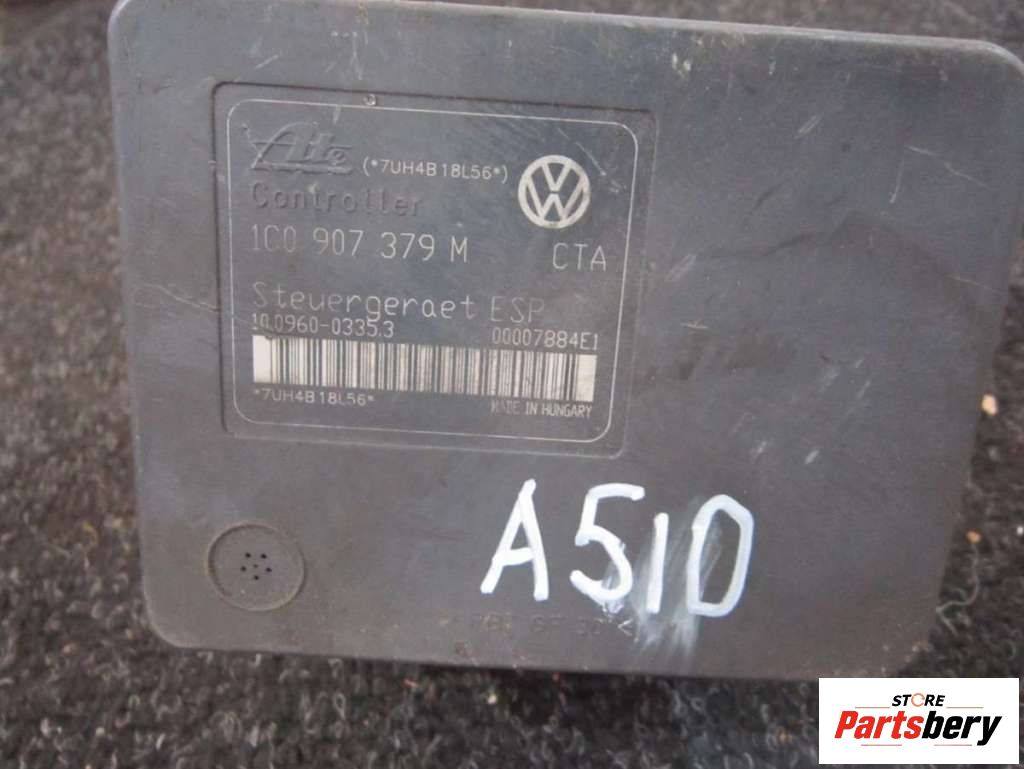 Ate (*7UH4B18L56*)
Controller
1C0 907 379 M CTA
Steuergeraet ESP
10.0960-0335.3 00007884E1
*7UH4B18L56*
MADE IN HUNGARY
A510
STORE
Partsbery